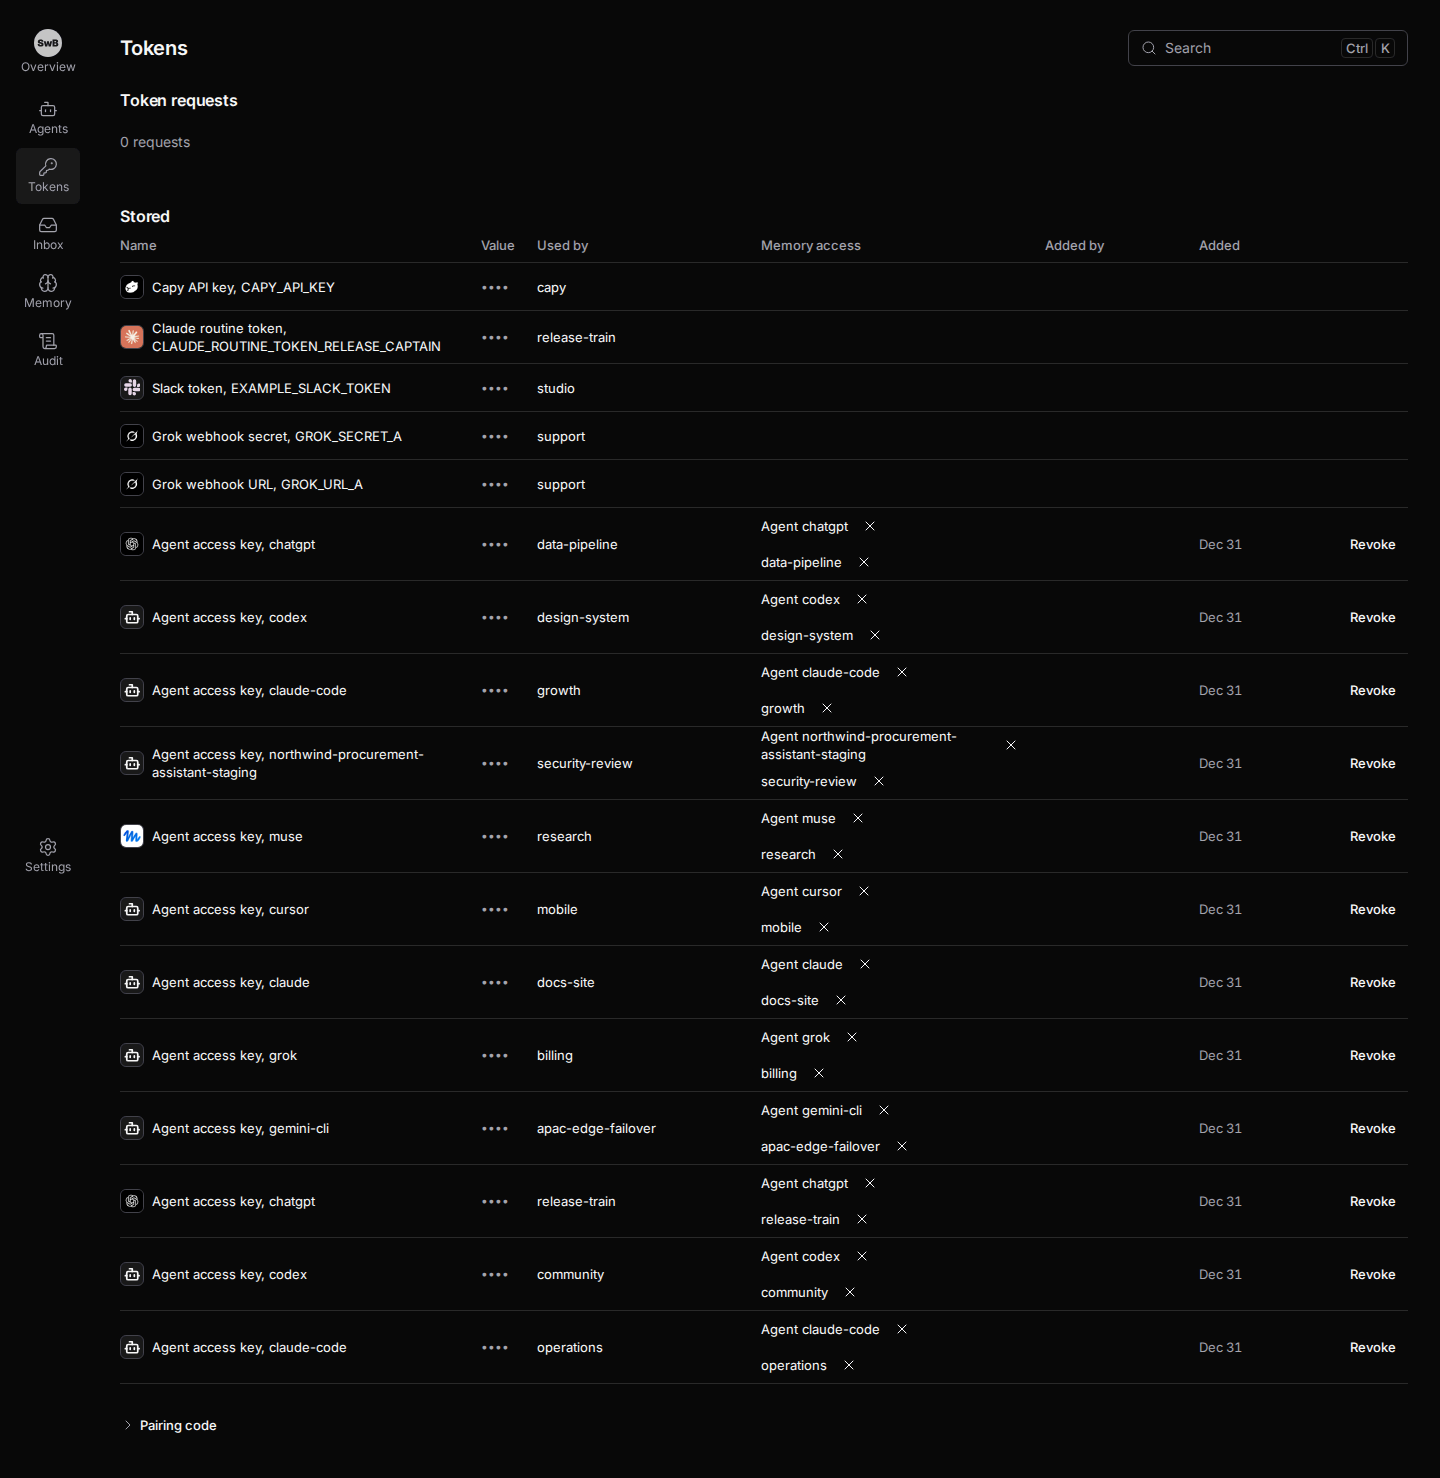 SwB
Overview
Agents
Tokens
Inbox
Memory
Audit
Settings
Tokens
Search Ctrl K
Token requests
0 requests
Stored
Name Value Used by Memory access Added by Added
Capy API key, CAPY_API_KEY •••• capy
Claude routine token,
CLAUDE_ROUTINE_TOKEN_RELEASE_CAPTAIN •••• release-train
Slack token, EXAMPLE_SLACK_TOKEN •••• studio
Grok webhook secret, GROK_SECRET_A •••• support
Grok webhook URL, GROK_URL_A •••• support
Agent access key, chatgpt •••• data-pipeline Agent chatgpt Dec 31 Revoke
data-pipeline
Agent access key, codex •••• design-system Agent codex Dec 31 Revoke
design-system
Agent access key, claude-code •••• growth Agent claude-code Dec 31 Revoke
growth
Agent access key, northwind-procurement-
assistant-staging •••• security-review Agent northwind-procurement-
assistant-staging Dec 31 Revoke
security-review
Agent access key, muse •••• research Agent muse Dec 31 Revoke
research
Agent access key, cursor •••• mobile Agent cursor Dec 31 Revoke
mobile
Agent access key, claude •••• docs-site Agent claude Dec 31 Revoke
docs-site
Agent access key, grok •••• billing Agent grok Dec 31 Revoke
billing
Agent access key, gemini-cli •••• apac-edge-failover Agent gemini-cli Dec 31 Revoke
apac-edge-failover
Agent access key, chatgpt •••• release-train Agent chatgpt Dec 31 Revoke
release-train
Agent access key, codex •••• community Agent codex Dec 31 Revoke
community
Agent access key, claude-code •••• operations Agent claude-code Dec 31 Revoke
operations
Pairing code